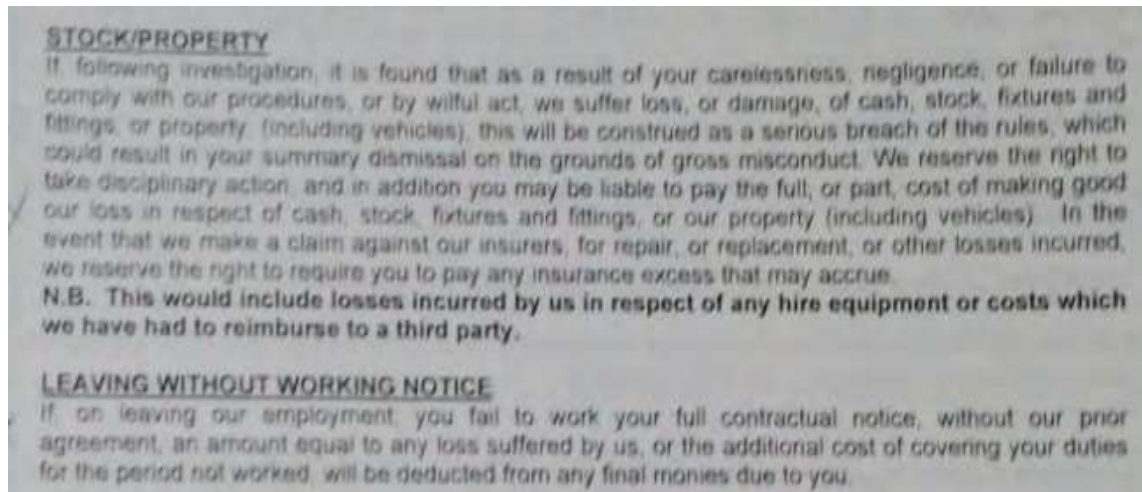 STOCK/PROPERTY
If, following investigation, it is found that as a result of your carelessness, negligence, or failure to
comply with our procedures, or by wilful act, we suffer loss, or damage, of cash, stock, fixtures and
fittings, or property, (including vehicles), this will be construed as a serious breach of the rules, which
could result in your summary dismissal on the grounds of gross misconduct. We reserve the right to
take disciplinary action, and in addition you may be liable to pay the full, or part, cost of making good
our loss in respect of cash, stock, fixtures and fittings, or our property (including vehicles). In the
event that we make a claim against our insurers, for repair, or replacement, or other losses incurred,
we reserve the right to require you to pay any insurance excess that may accrue.
N.B. This would include losses incurred by us in respect of any hire equipment or costs which
we have had to reimburse to a third party.
LEAVING WITHOUT WORKING NOTICE
If, on leaving our employment, you fail to work your full contractual notice, without our prior
agreement, an amount equal to any loss suffered by us, or the additional cost of covering your duties
for the period not worked, will be deducted from any final monies due to you.